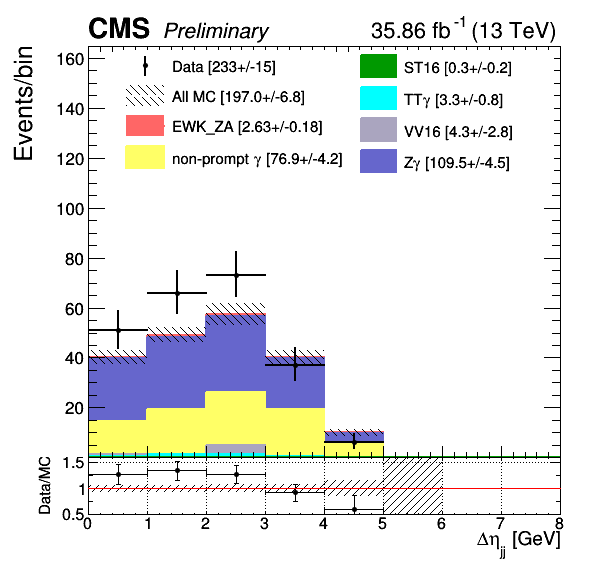 CMS Preliminary 35.86 fb⁻¹ (13 TeV)
Events/bin
160
140
120
100
80
60
40
20
Data [233+/-15]
All MC [197.0+/-6.8]
EWK_ZA [2.63+/-0.18]
non-prompt γ [76.9+/-4.2]
ST16 [0.3+/-0.2]
TTγ [3.3+/-0.8]
VV16 [4.3+/-2.8]
Zγ [109.5+/-4.5]
Data/MC
1.5
1
0.5
0 1 2 3 4 5 6 7 8
Δηjj [GeV]